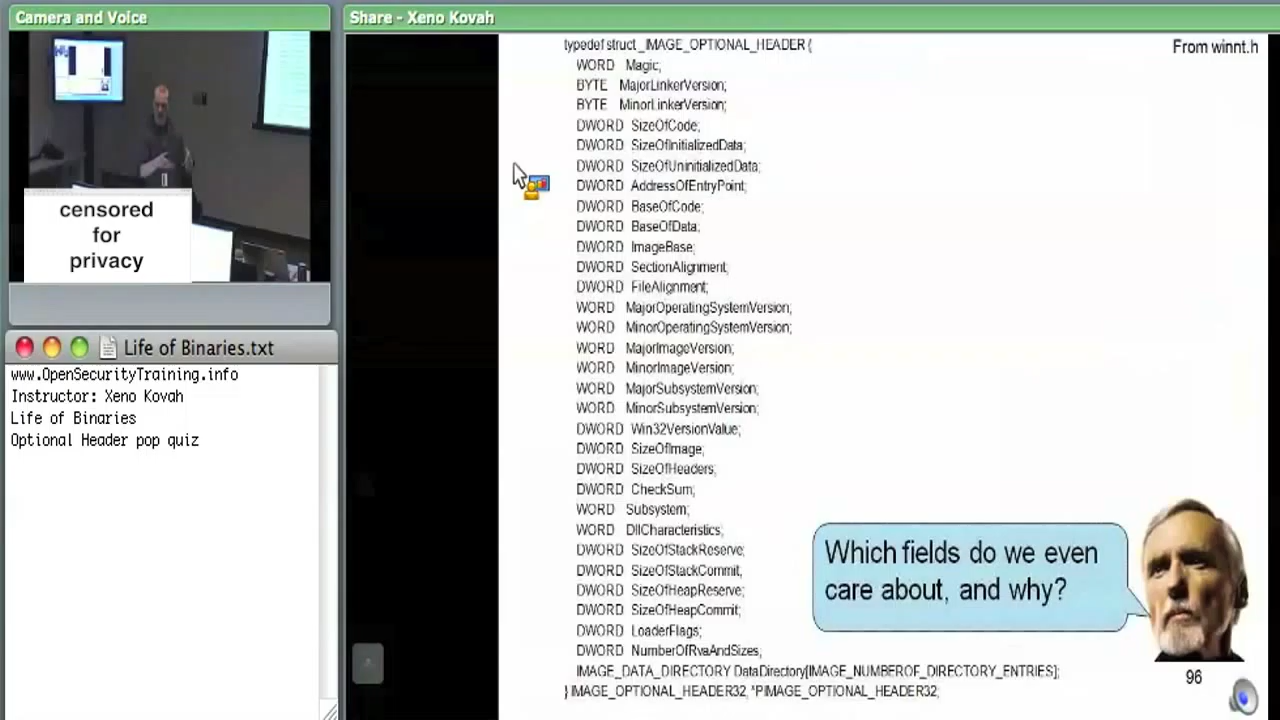 Camera and Voice
censored
for
privacy
Life of Binaries.txt
www.OpenSecurityTraining.info
Instructor: Xeno Kovah
Life of Binaries
Optional Header pop quiz
Share - Xeno Kovah
From winnt.h
typedef struct _IMAGE_OPTIONAL_HEADER {
WORD Magic;
BYTE MajorLinkerVersion;
BYTE MinorLinkerVersion;
DWORD SizeOfCode;
DWORD SizeOfInitializedData;
DWORD SizeOfUninitializedData;
DWORD AddressOfEntryPoint;
DWORD BaseOfCode;
DWORD BaseOfData;
DWORD ImageBase;
DWORD SectionAlignment;
DWORD FileAlignment;
WORD MajorOperatingSystemVersion;
WORD MinorOperatingSystemVersion;
WORD MajorImageVersion;
WORD MinorImageVersion;
WORD MajorSubsystemVersion;
WORD MinorSubsystemVersion;
DWORD Win32VersionValue;
DWORD SizeOfImage;
DWORD SizeOfHeaders;
DWORD CheckSum;
WORD Subsystem;
WORD DllCharacteristics;
DWORD SizeOfStackReserve;
DWORD SizeOfStackCommit;
DWORD SizeOfHeapReserve;
DWORD SizeOfHeapCommit;
DWORD LoaderFlags;
DWORD NumberOfRvaAndSizes;
IMAGE_DATA_DIRECTORY DataDirectory[IMAGE_NUMBEROF_DIRECTORY_ENTRIES];
} IMAGE_OPTIONAL_HEADER32, *PIMAGE_OPTIONAL_HEADER32;
Which fields do we even
care about, and why?
96